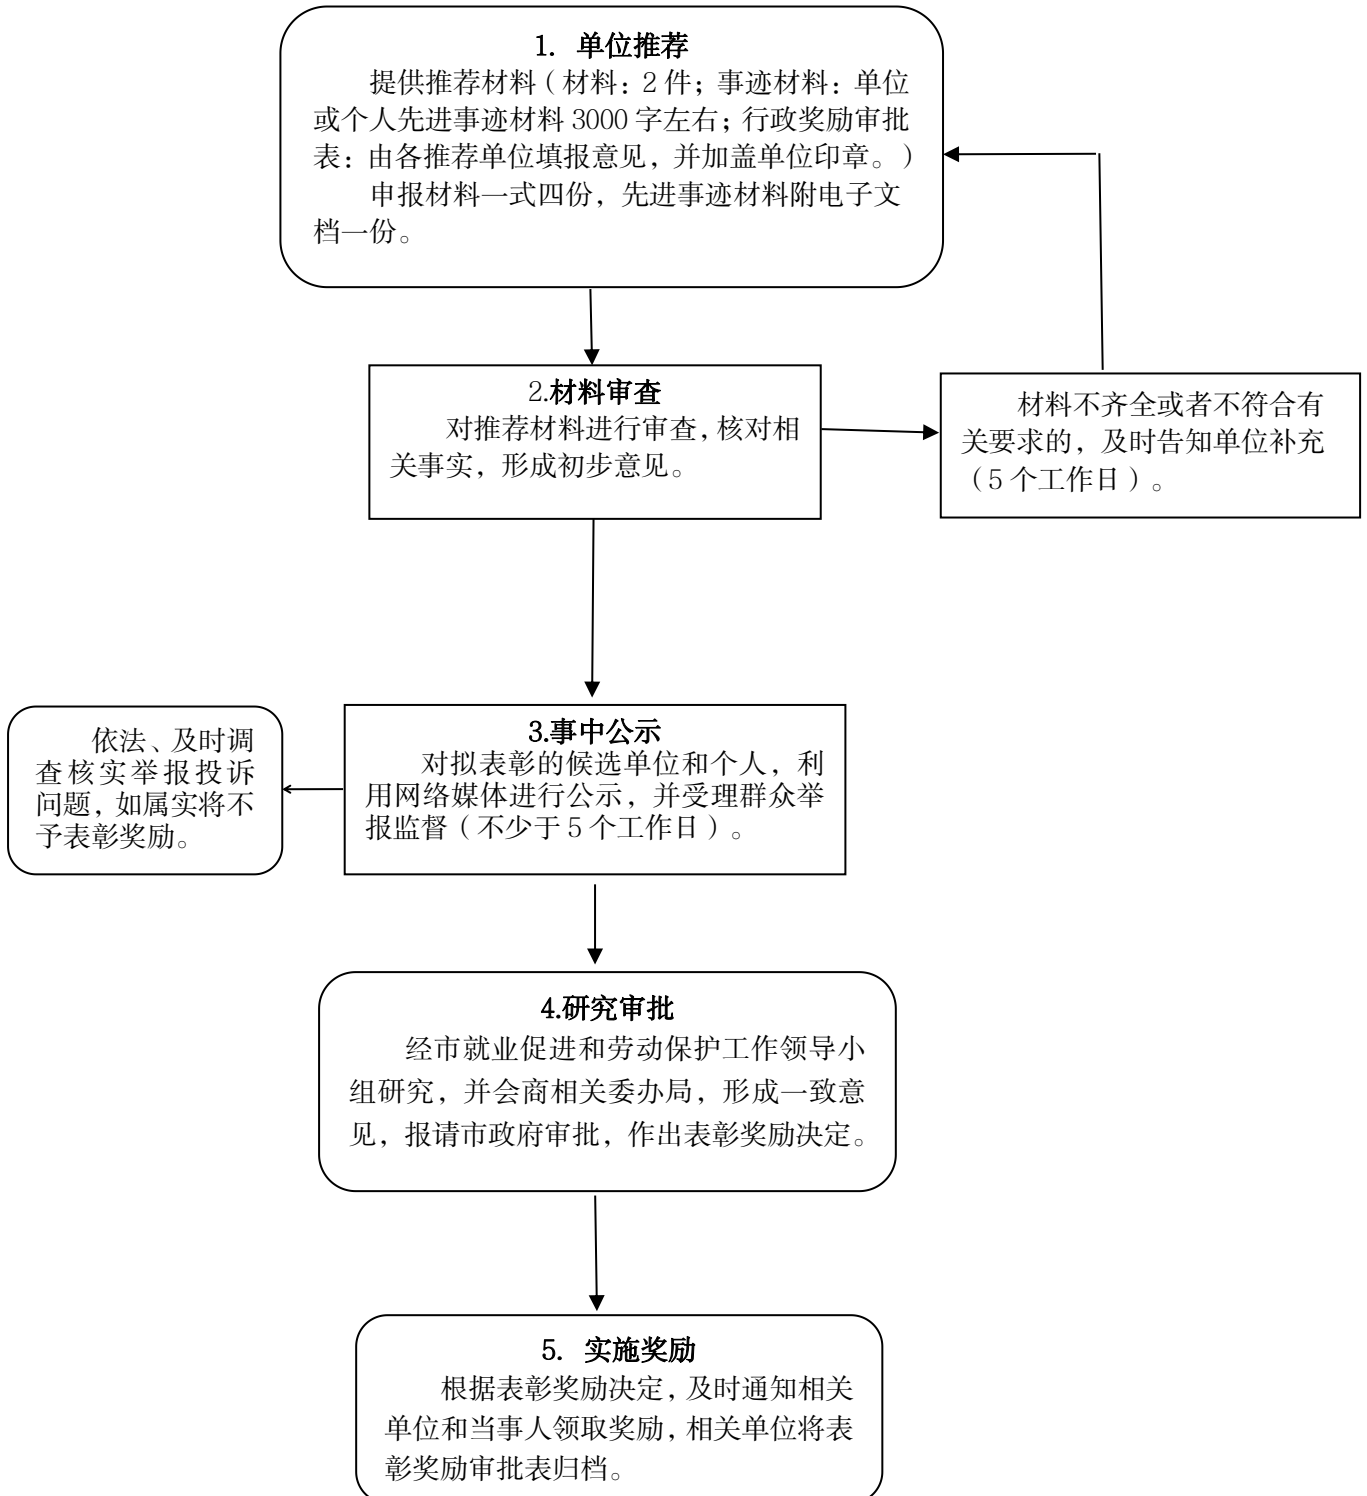 1. 单位推荐
提供推荐材料（材料：2件；事迹材料：单位
或个人先进事迹材料3000字左右；行政奖励审批
表：由各推荐单位填报意见，并加盖单位印章。）
申报材料一式四份，先进事迹材料附电子文
档一份。
2.材料审查
对推荐材料进行审查，核对相
关事实，形成初步意见。
材料不齐全或者不符合有
关要求的，及时告知单位补充
（5个工作日）。
3.事中公示
对拟表彰的候选单位和个人，利
用网络媒体进行公示，并受理群众举
报监督（不少于5个工作日）。
依法、及时调
查核实举报投诉
问题，如属实将不
予表彰奖励。
4.研究审批
经市就业促进和劳动保护工作领导小
组研究，并会商相关委办局，形成一致意
见，报请市政府审批，作出表彰奖励决定。
5. 实施奖励
根据表彰奖励决定，及时通知相关
单位和当事人领取奖励，相关单位将表
彰奖励审批表归档。